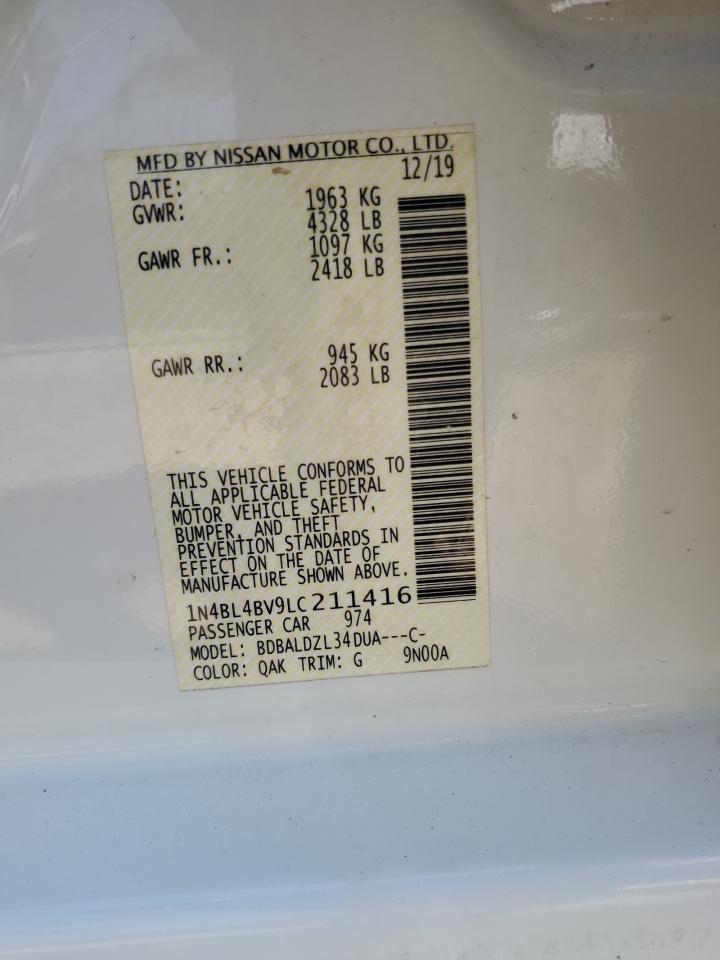 MFD BY NISSAN MOTOR CO., LTD.
DATE: 12/19
GVWR: 1963 KG
4328 LB
GAWR FR.: 1097 KG
2418 LB
GAWR RR.: 945 KG
2083 LB
THIS VEHICLE CONFORMS TO
ALL APPLICABLE FEDERAL
MOTOR VEHICLE SAFETY,
BUMPER, AND THEFT
PREVENTION STANDARDS IN
EFFECT ON THE DATE OF
MANUFACTURE SHOWN ABOVE.
1N4BL4BV9LC211416
PASSENGER CAR 974
MODEL: BDBALDZL34DUA---C-
COLOR: QAK TRIM: G 9N00A